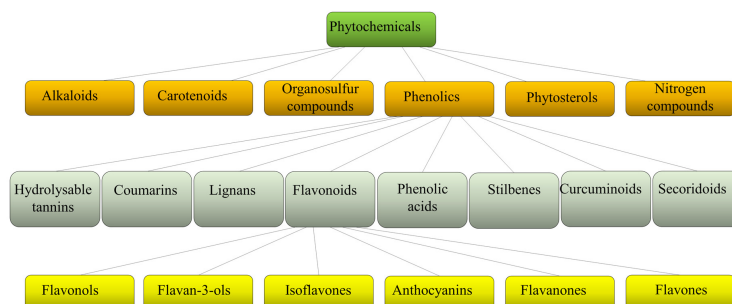 Phytochemicals
Alkaloids
Carotenoids
Organosulfur
compounds
Phenolics
Phytosterols
Nitrogen
compounds
Hydrolysable
tannins
Coumarins
Lignans
Flavonoids
Phenolic
acids
Stilbenes
Curcuminoids
Secoridoids
Flavonols
Flavan-3-ols
Isoflavones
Anthocyanins
Flavanones
Flavones